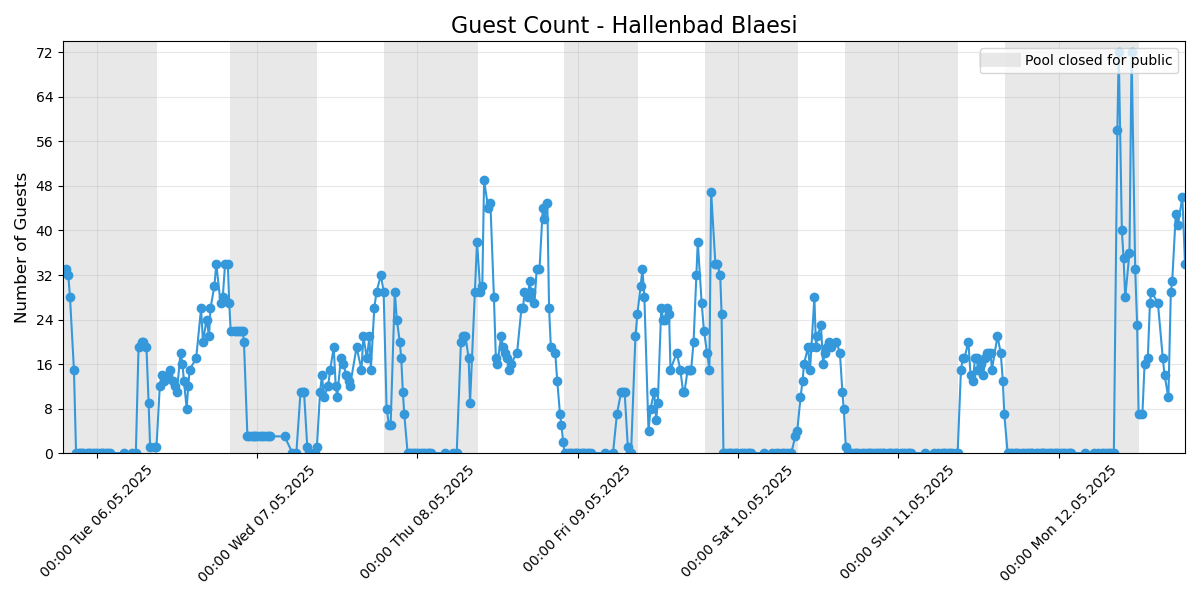 Guest Count - Hallenbad Blaesi
Pool closed for public
Number of Guests
72
64
56
48
40
32
24
16
8
0
00:00 Tue 06.05.2025
00:00 Wed 07.05.2025
00:00 Thu 08.05.2025
00:00 Fri 09.05.2025
00:00 Sat 10.05.2025
00:00 Sun 11.05.2025
00:00 Mon 12.05.2025